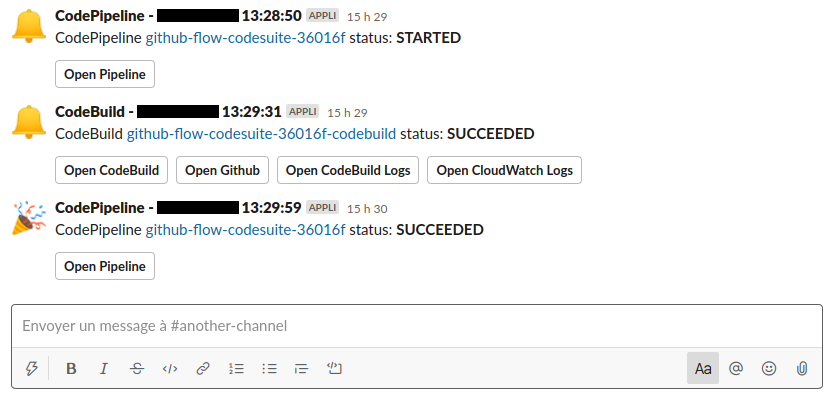 CodePipeline - 13:28:50 APPLI 15 h 29
CodePipeline github-flow-codesuite-36016f status: STARTED
Open Pipeline
CodeBuild - 13:29:31 APPLI 15 h 29
CodeBuild github-flow-codesuite-36016f-codebuild status: SUCCEEDED
Open CodeBuild Open Github Open CodeBuild Logs Open CloudWatch Logs
CodePipeline - 13:29:59 APPLI 15 h 30
CodePipeline github-flow-codesuite-36016f status: SUCCEEDED
Open Pipeline
Envoyer un message à #another-channel
B I S </> Aa @